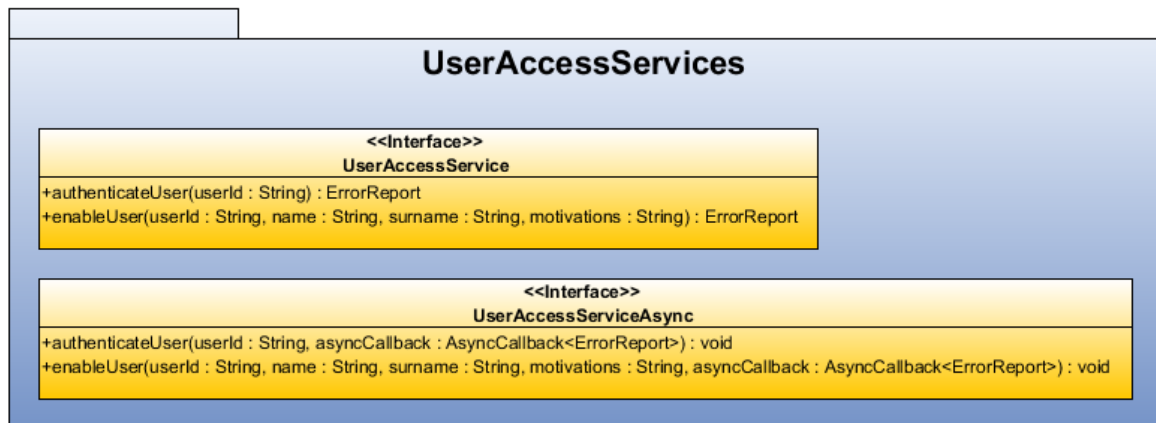 UserAccessServices
<<Interface>>
UserAccessService
+authenticateUser(userId : String) : ErrorReport
+enableUser(userId : String, name : String, surname : String, motivations : String) : ErrorReport
<<Interface>>
UserAccessServiceAsync
+authenticateUser(userId : String, asyncCallback : AsyncCallback<ErrorReport>) : void
+enableUser(userId : String, name : String, surname : String, motivations : String, asyncCallback : AsyncCallback<ErrorReport>) : void